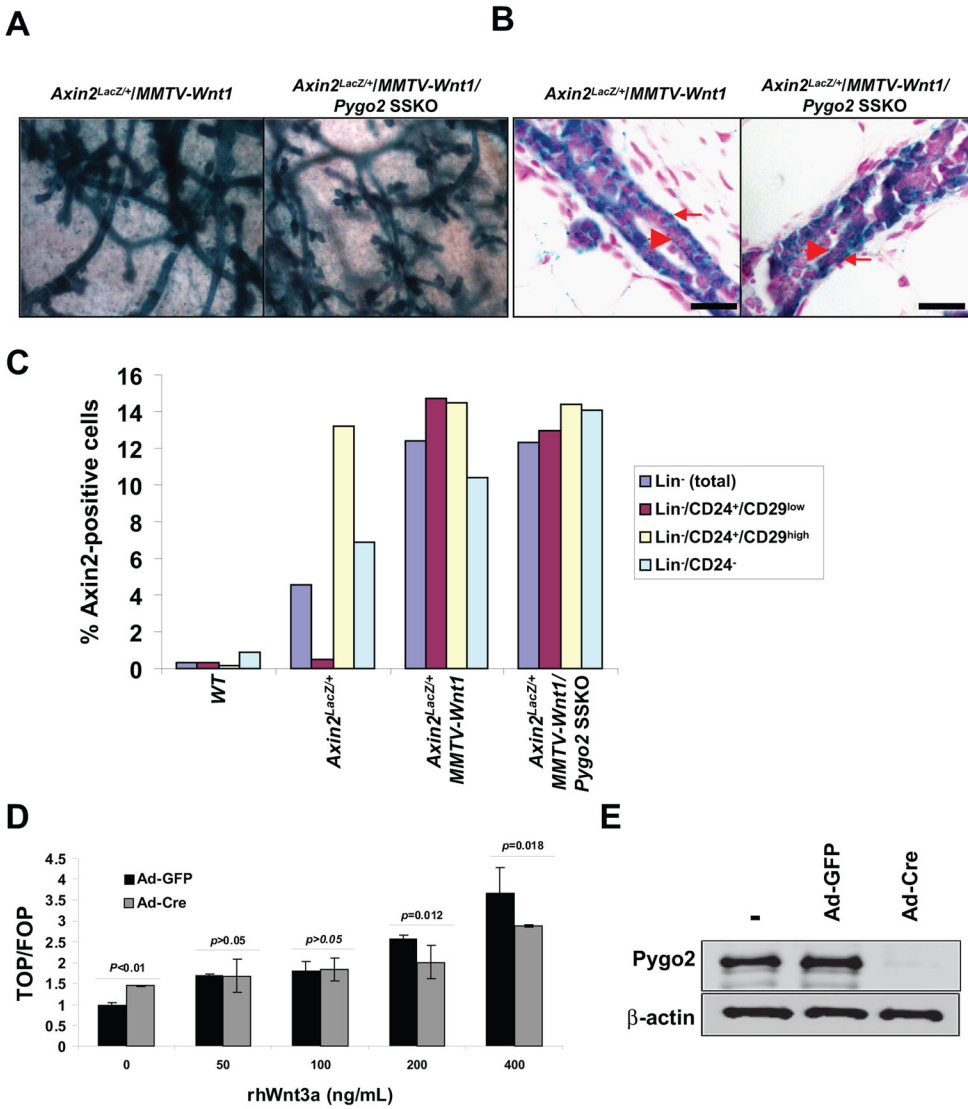 A
B
Axin2LacZ/+/MMTV-Wnt1
Axin2LacZ/+/MMTV-Wnt1/
Pygo2 SSKO
Axin2LacZ/+/MMTV-Wnt1
Axin2LacZ/+/MMTV-Wnt1/
Pygo2 SSKO
C
% Axin2-positive cells
16
14
12
10
8
6
4
2
0
WT
Axin2LacZ/+
Axin2LacZ/+
MMTV-Wnt1
Axin2LacZ/+
MMTV-Wnt1/
Pygo2 SSKO
Lin- (total)
Lin-/CD24+/CD29low
Lin-/CD24+/CD29high
Lin-/CD24-
D
TOP/FOP
4.5
4
3.5
3
2.5
2
1.5
1
0.5
0
Ad-GFP
Ad-Cre
P<0.01
p>0.05
p>0.05
p=0.012
p=0.018
0
50
100
200
400
rhWnt3a (ng/mL)
E
-
Ad-GFP
Ad-Cre
Pygo2
β-actin